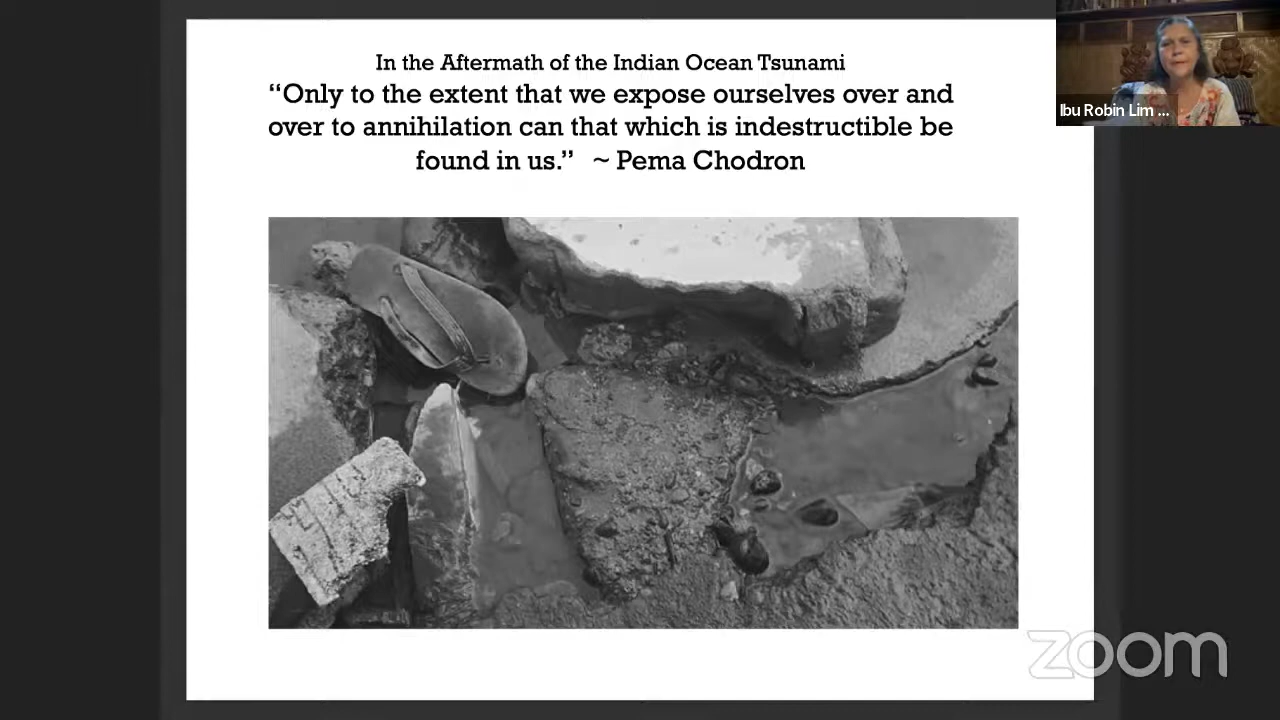 In the Aftermath of the Indian Ocean Tsunami
“Only to the extent that we expose ourselves over and
over to annihilation can that which is indestructible be
found in us.” ~ Pema Chodron
Ibu Robin Lim ...
zoom